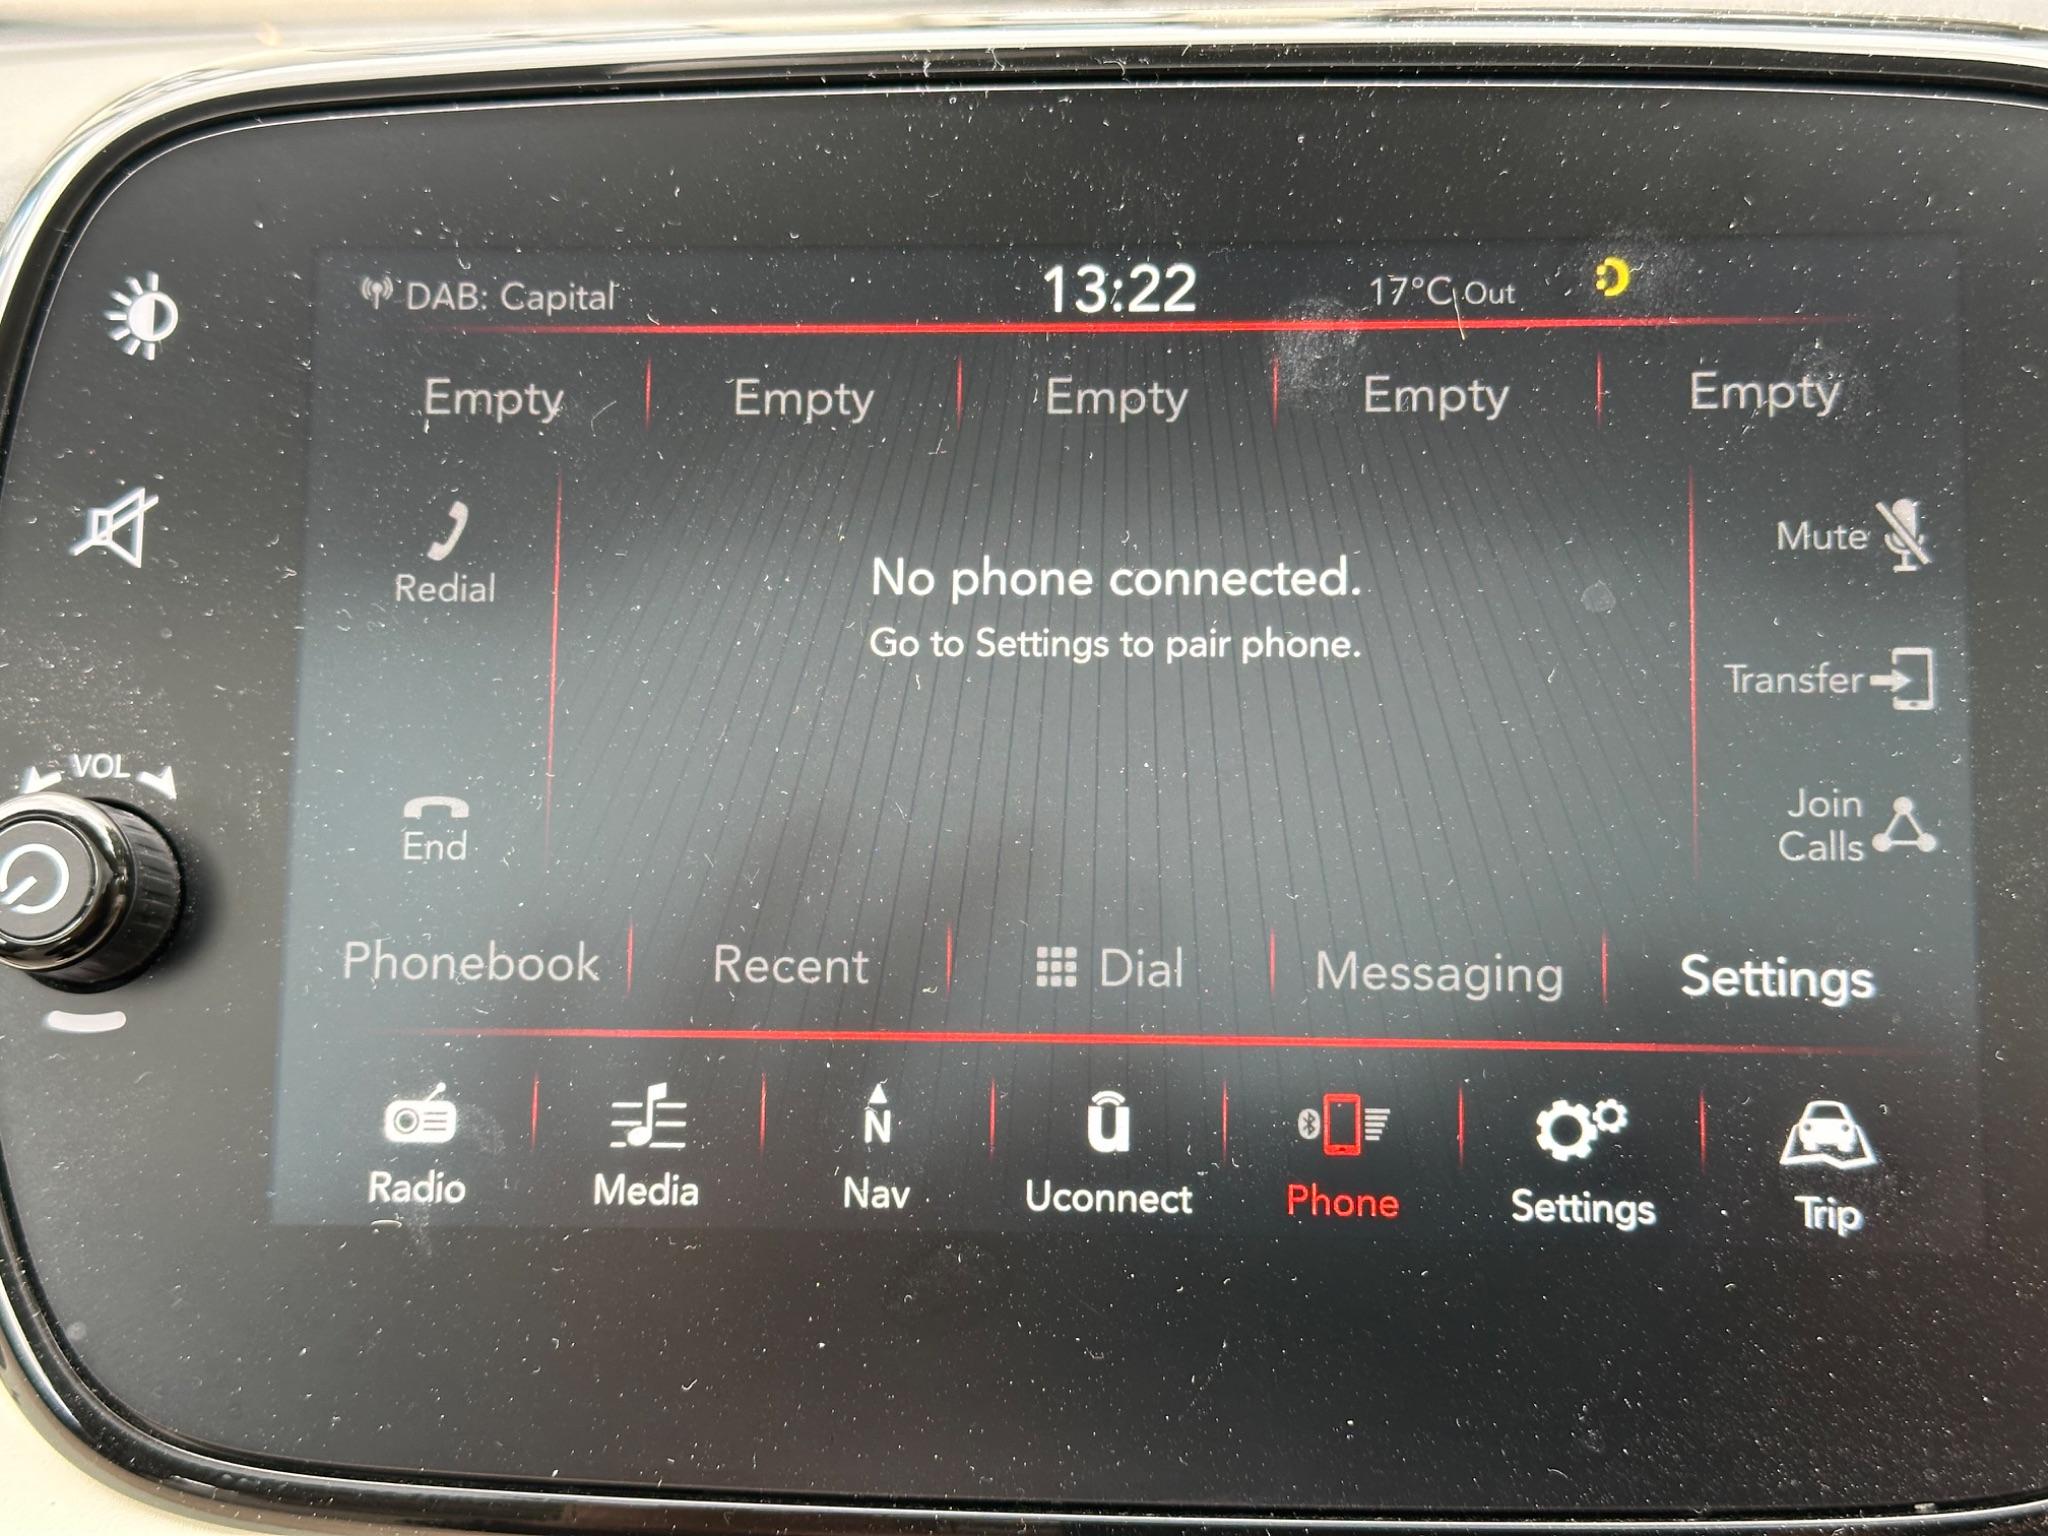 DAB: Capital 13:22 17°C Out
Empty Empty Empty Empty Empty
Redial
No phone connected.
Go to Settings to pair phone.
Mute
Transfer
VOL
End
Join
Calls
Phonebook Recent Dial Messaging Settings
N
Radio Media Nav Uconnect Phone Settings Trip